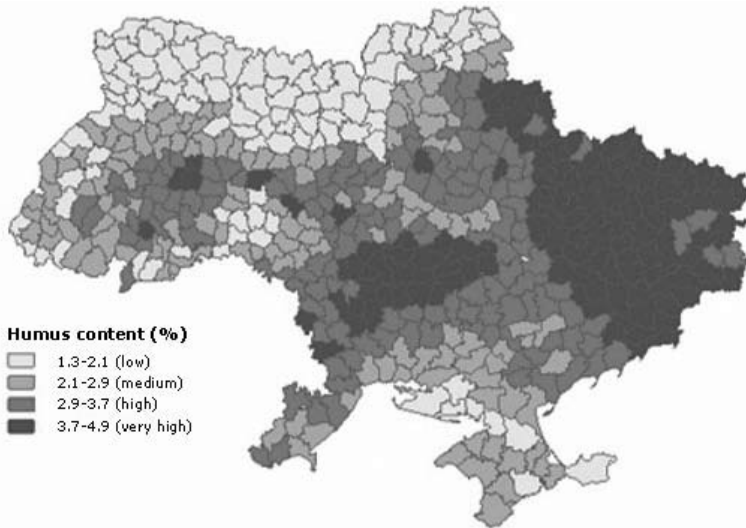 Humus content (%)
1.3-2.1 (low)
2.1-2.9 (medium)
2.9-3.7 (high)
3.7-4.9 (very high)